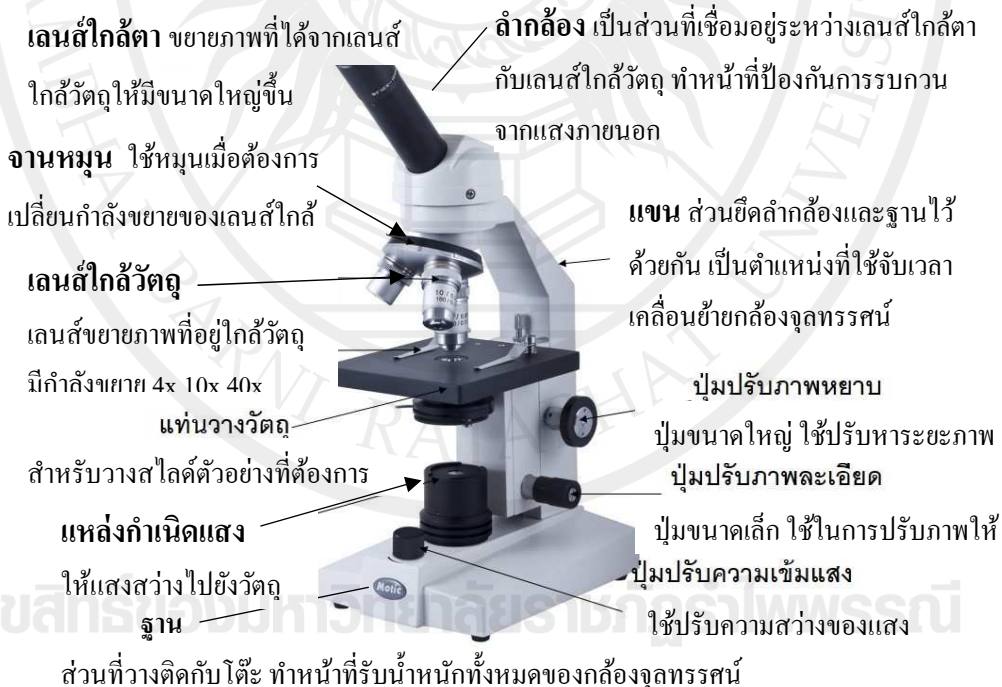 เลนส์ใกล้ตา ขยายภาพที่ได้จากเลนส์
ใกล้วัตถุให้มีขนาดใหญ่ขึ้น
ลำกล้อง เป็นส่วนที่เชื่อมอยู่ระหว่างเลนส์ใกล้ตา
กับเลนส์ใกล้วัตถุ ทำหน้าที่ป้องกันการรบกวน
จากแสงภายนอก
จานหมุน ใช้หมุนเมื่อต้องการ
เปลี่ยนกำลังขยายของเลนส์ใกล้
แขน ส่วนยึดลำกล้องและฐานไว้
ด้วยกัน เป็นตำแหน่งที่ใช้จับเวลา
เคลื่อนย้ายกล้องจุลทรรศน์
เลนส์ใกล้วัตถุ
เลนส์ขยายภาพที่อยู่ใกล้วัตถุ
มีกำลังขยาย 4x 10x 40x
แท่นวางวัตถุ
สำหรับวางสไลด์ตัวอย่างที่ต้องการ
ปุ่มปรับภาพหยาบ
ปุ่มขนาดใหญ่ ใช้ปรับหาระยะภาพ
ปุ่มปรับภาพละเอียด
ปุ่มขนาดเล็ก ใช้ในการปรับภาพให้
แหล่งกำเนิดแสง
ให้แสงสว่างไปยังวัตถุ
ปุ่มปรับความเข้มแสง
ใช้ปรับความสว่างของแสง
Motic
ฐาน
ส่วนที่วางติดกับโต๊ะ ทำหน้าที่รับน้ำหนักทั้งหมดของกล้องจุลทรรศน์